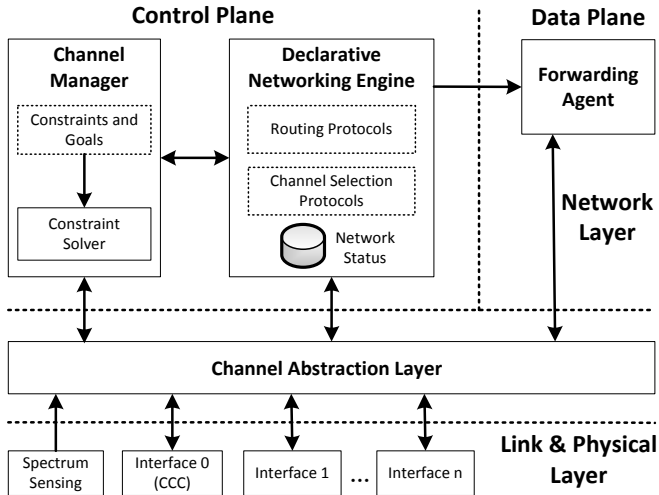 Control Plane
Data Plane
Channel
Manager
Constraints and
Goals
Constraint
Solver
Declarative
Networking Engine
Routing Protocols
Channel Selection
Protocols
Network
Status
Forwarding
Agent
Network
Layer
Channel Abstraction Layer
Spectrum
Sensing
Interface 0
(CCC)
Interface 1
...
Interface n
Link & Physical
Layer